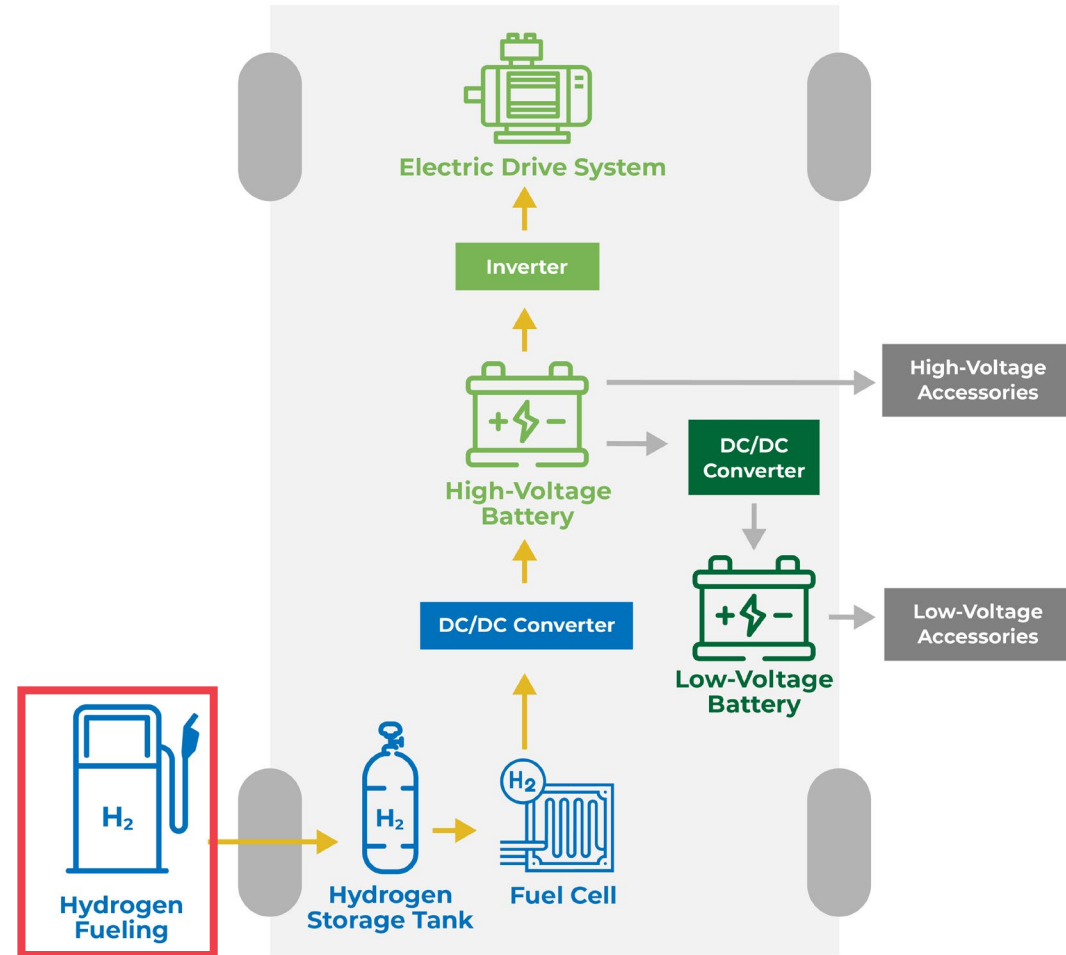 Electric Drive System
Inverter
High-Voltage
Accessories
+ -
High-Voltage
Battery
DC/DC
Converter
+ -
Low-Voltage
Battery
Low-Voltage
Accessories
DC/DC Converter
H₂
Hydrogen
Fueling
H₂
Hydrogen
Storage Tank
H₂
Fuel Cell